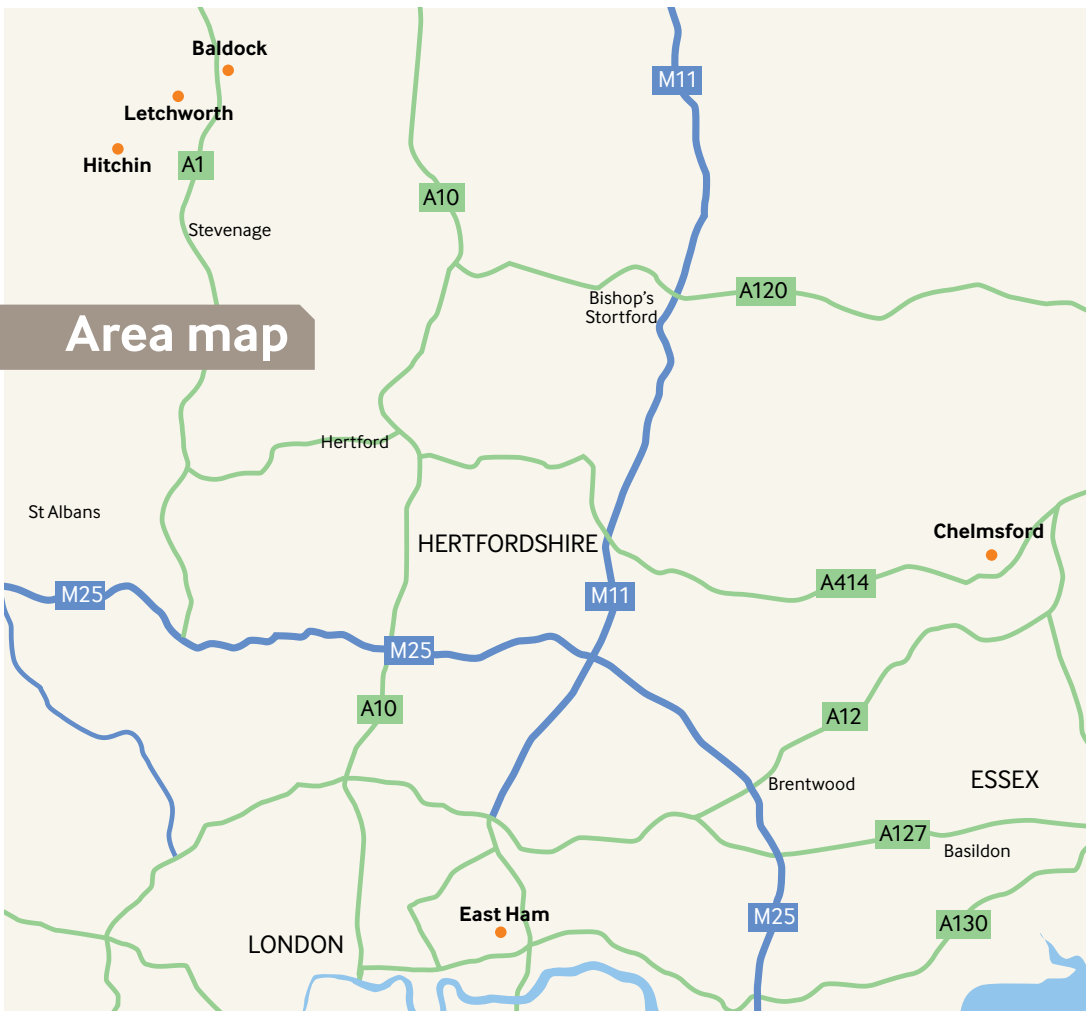 Baldock
M11
Letchworth
Hitchin
A1
A10
Stevenage
Bishop's
Stortford
A120
Area map
Hertford
St Albans
HERTFORDSHIRE
Chelmsford
A414
M25
M11
M25
A10
A12
Brentwood
ESSEX
A127
Basildon
East Ham
M25
A130
LONDON